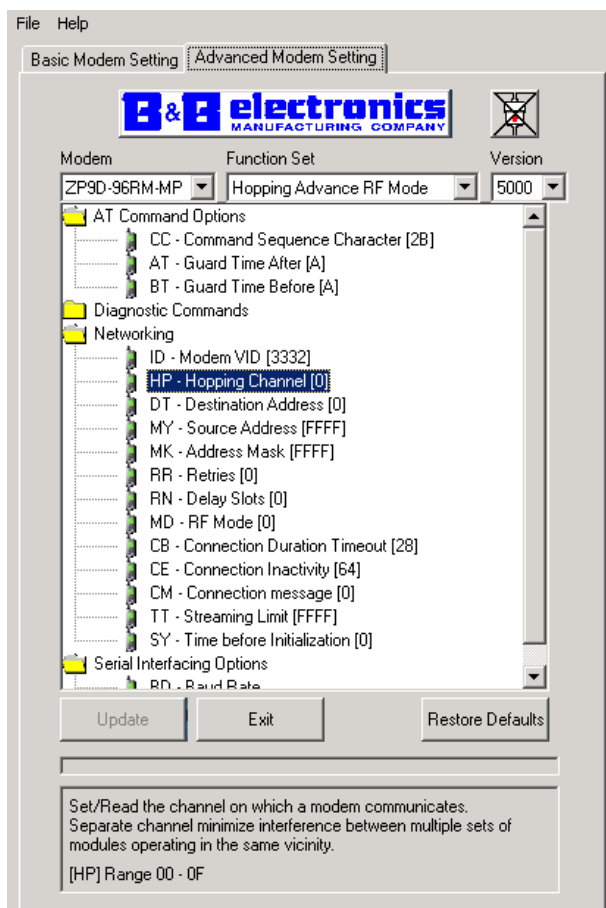 File Help
Basic Modem Setting Advanced Modem Setting
B&B electronics
MANUFACTURING COMPANY
Modem Function Set Version
ZP9D-96RM-MP Hopping Advance RF Mode 5000
AT Command Options
CC - Command Sequence Character [2B]
AT - Guard Time After [A]
BT - Guard Time Before [A]
Diagnostic Commands
Networking
ID - Modem VID [3332]
HP - Hopping Channel [0]
DT - Destination Address [0]
MY - Source Address [FFFF]
MK - Address Mask [FFFF]
RR - Retries [0]
RN - Delay Slots [0]
MD - RF Mode [0]
CB - Connection Duration Timeout [28]
CE - Connection Inactivity [64]
CM - Connection message [0]
TT - Streaming Limit [FFFF]
SY - Time before Initialization [0]
Serial Interfacing Options
BD - Baud Rate
Update Exit Restore Defaults
Set/Read the channel on which a modem communicates.
Separate channel minimize interference between multiple sets of
modules operating in the same vicinity.
[HP] Range 00 - 0F